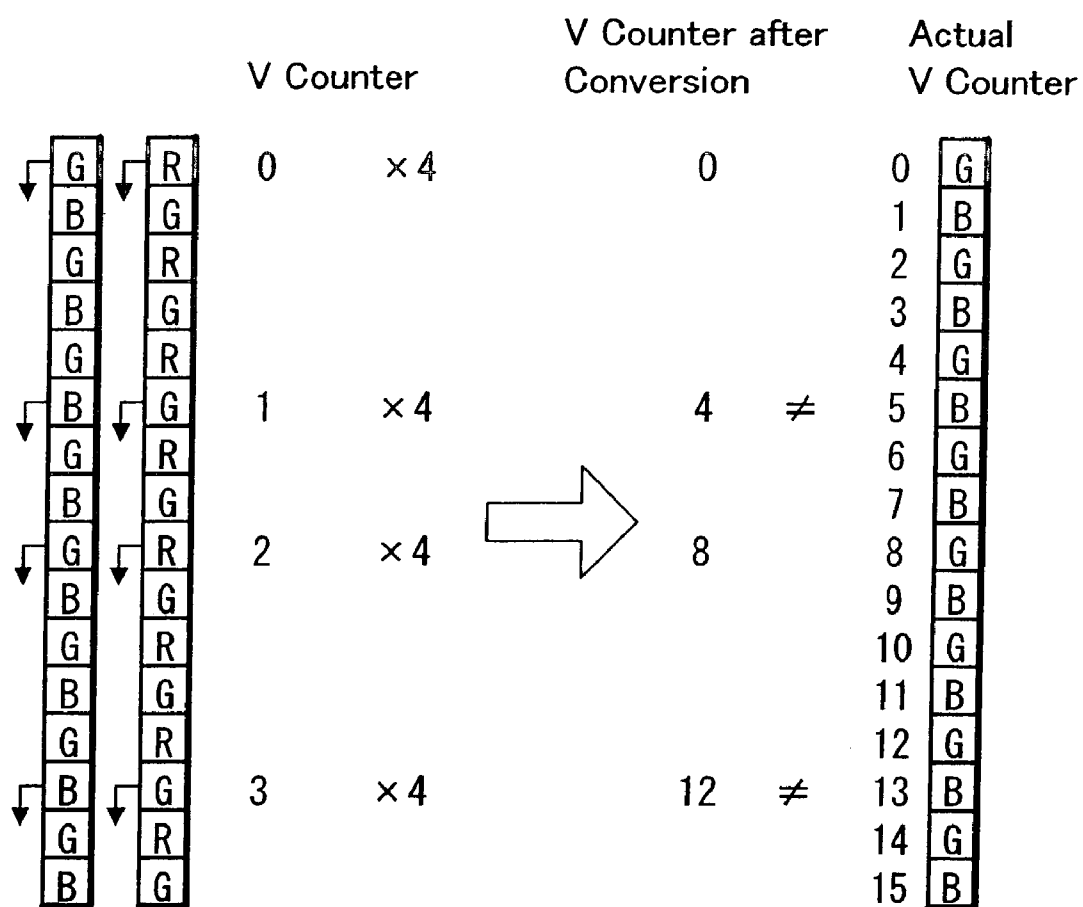 V Counter
V Counter after
Conversion
Actual
V Counter
G R 0 ×4 0 0 G
B G 1 B
G R 2 G
B G 3 B
G R 4 G
B G 1 ×4 4 ≠ 5 B
G R 6 G
B G 7 B
G R 2 ×4 8 8 G
B G 9 B
G R 10 G
B G 11 B
G R 12 G
B G 3 ×4 12 ≠ 13 B
G R 14 G
B G 15 B